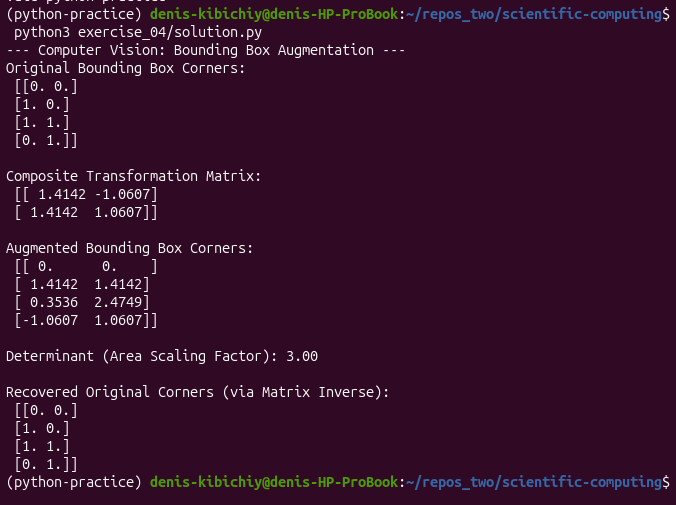 (python-practice) denis-kibichiy@denis-HP-ProBook:~/repos_two/scientific-computing$
 python3 exercise_04/solution.py
--- Computer Vision: Bounding Box Augmentation ---
Original Bounding Box Corners:
 [[0. 0.]
 [1. 0.]
 [1. 1.]
 [0. 1.]]

Composite Transformation Matrix:
 [[ 1.4142 -1.0607]
 [ 1.4142  1.0607]]

Augmented Bounding Box Corners:
 [[ 0.      0.    ]
 [ 1.4142  1.4142]
 [ 0.3536  2.4749]
 [-1.0607  1.0607]]

Determinant (Area Scaling Factor): 3.00

Recovered Original Corners (via Matrix Inverse):
 [[0. 0.]
 [1. 0.]
 [1. 1.]
 [0. 1.]]
(python-practice) denis-kibichiy@denis-HP-ProBook:~/repos_two/scientific-computing$